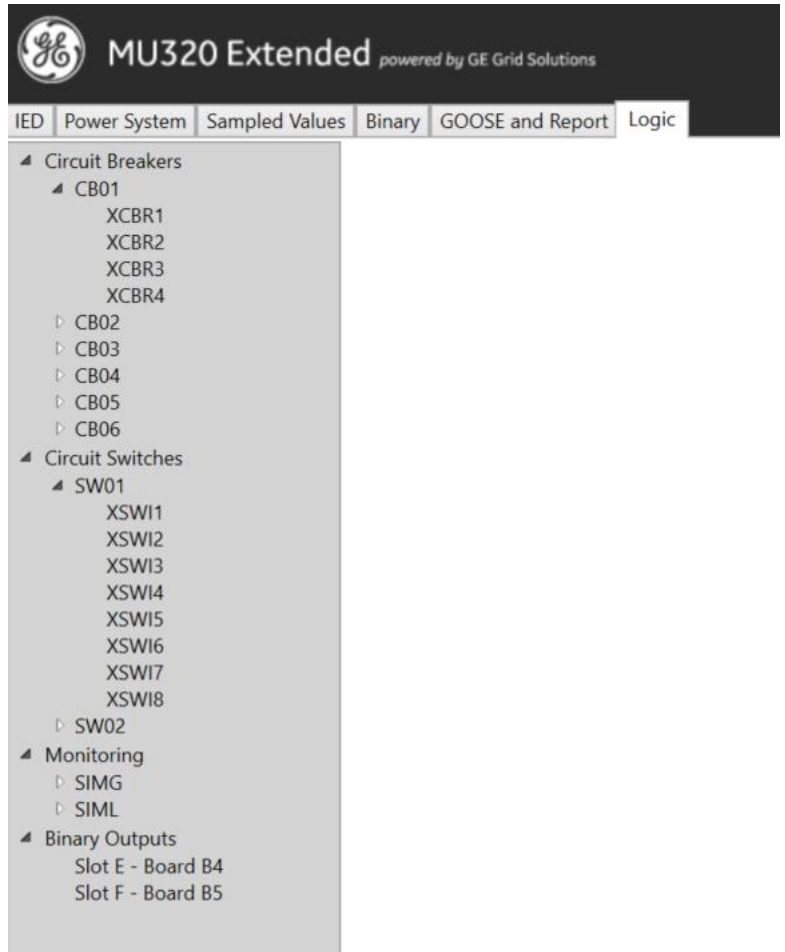 GE
MU320 Extended powered by GE Grid Solutions
IED Power System Sampled Values Binary GOOSE and Report Logic
Circuit Breakers
CB01
XCBR1
XCBR2
XCBR3
XCBR4
CB02
CB03
CB04
CB05
CB06
Circuit Switches
SW01
XSWI1
XSWI2
XSWI3
XSWI4
XSWI5
XSWI6
XSWI7
XSWI8
SW02
Monitoring
SIMG
SIML
Binary Outputs
Slot E - Board B4
Slot F - Board B5